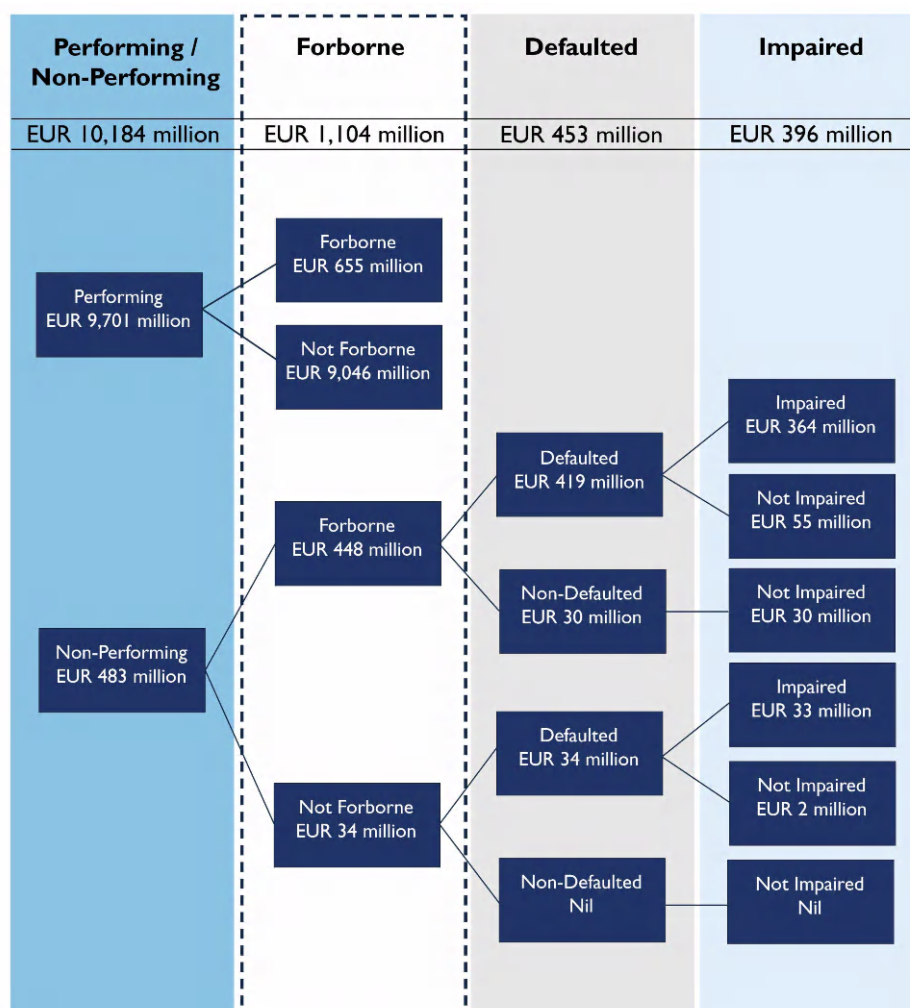 Performing /
Non-Performing
Forborne
Defaulted
Impaired
EUR 10,184 million
EUR 1,104 million
EUR 453 million
EUR 396 million
Performing
EUR 9,701 million
Forborne
EUR 655 million
Not Forborne
EUR 9,046 million
Non-Performing
EUR 483 million
Forborne
EUR 448 million
Defaulted
EUR 419 million
Impaired
EUR 364 million
Not Impaired
EUR 55 million
Non-Defaulted
EUR 30 million
Not Impaired
EUR 30 million
Not Forborne
EUR 34 million
Defaulted
EUR 34 million
Impaired
EUR 33 million
Not Impaired
EUR 2 million
Non-Defaulted
Nil
Not Impaired
Nil